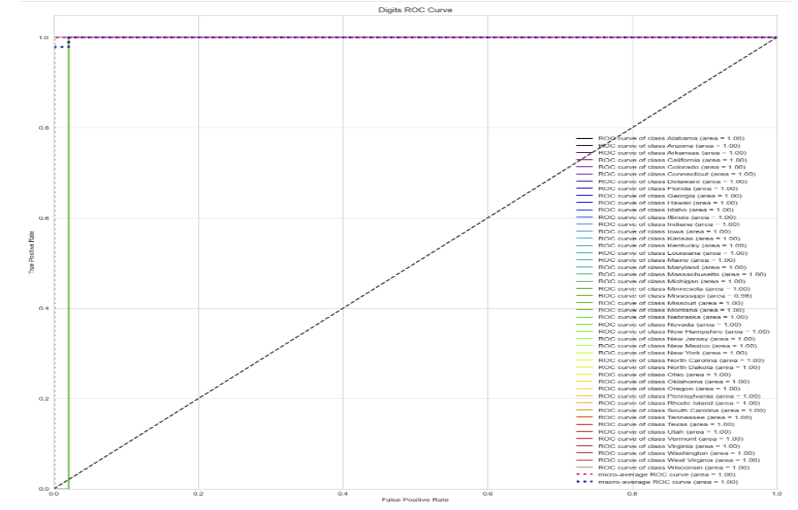 Digits ROC Curve
1.0
0.8
0.6
0.4
0.2
0.0
True Positive Rate
ROC curve of class Alabama (area = 1.00)
ROC curve of class Arizona (area = 1.00)
ROC curve of class Arkansas (area = 1.00)
ROC curve of class California (area = 1.00)
ROC curve of class Colorado (area = 1.00)
ROC curve of class Connecticut (area = 1.00)
ROC curve of class Delaware (area = 1.00)
ROC curve of class Florida (area = 1.00)
ROC curve of class Georgia (area = 1.00)
ROC curve of class Hawaii (area = 1.00)
ROC curve of class Idaho (area = 1.00)
ROC curve of class Illinois (area = 1.00)
ROC curve of class Indiana (area = 1.00)
ROC curve of class Iowa (area = 1.00)
ROC curve of class Kansas (area = 1.00)
ROC curve of class Kentucky (area = 1.00)
ROC curve of class Louisiana (area = 1.00)
ROC curve of class Maine (area = 1.00)
ROC curve of class Maryland (area = 1.00)
ROC curve of class Massachusetts (area = 1.00)
ROC curve of class Michigan (area = 1.00)
ROC curve of class Minnesota (area = 1.00)
ROC curve of class Mississippi (area = 0.98)
ROC curve of class Missouri (area = 1.00)
ROC curve of class Montana (area = 1.00)
ROC curve of class Nebraska (area = 1.00)
ROC curve of class Nevada (area = 1.00)
ROC curve of class New Hampshire (area = 1.00)
ROC curve of class New Jersey (area = 1.00)
ROC curve of class New Mexico (area = 1.00)
ROC curve of class New York (area = 1.00)
ROC curve of class North Carolina (area = 1.00)
ROC curve of class North Dakota (area = 1.00)
ROC curve of class Ohio (area = 1.00)
ROC curve of class Oklahoma (area = 1.00)
ROC curve of class Oregon (area = 1.00)
ROC curve of class Pennsylvania (area = 1.00)
ROC curve of class Rhode Island (area = 1.00)
ROC curve of class South Carolina (area = 1.00)
ROC curve of class Tennessee (area = 1.00)
ROC curve of class Texas (area = 1.00)
ROC curve of class Utah (area = 1.00)
ROC curve of class Vermont (area = 1.00)
ROC curve of class Virginia (area = 1.00)
ROC curve of class Washington (area = 1.00)
ROC curve of class West Virginia (area = 1.00)
ROC curve of class Wisconsin (area = 1.00)
micro-average ROC curve (area = 1.00)
macro-average ROC curve (area = 1.00)
0.0 0.2 0.4 0.6 0.8 1.0
False Positive Rate